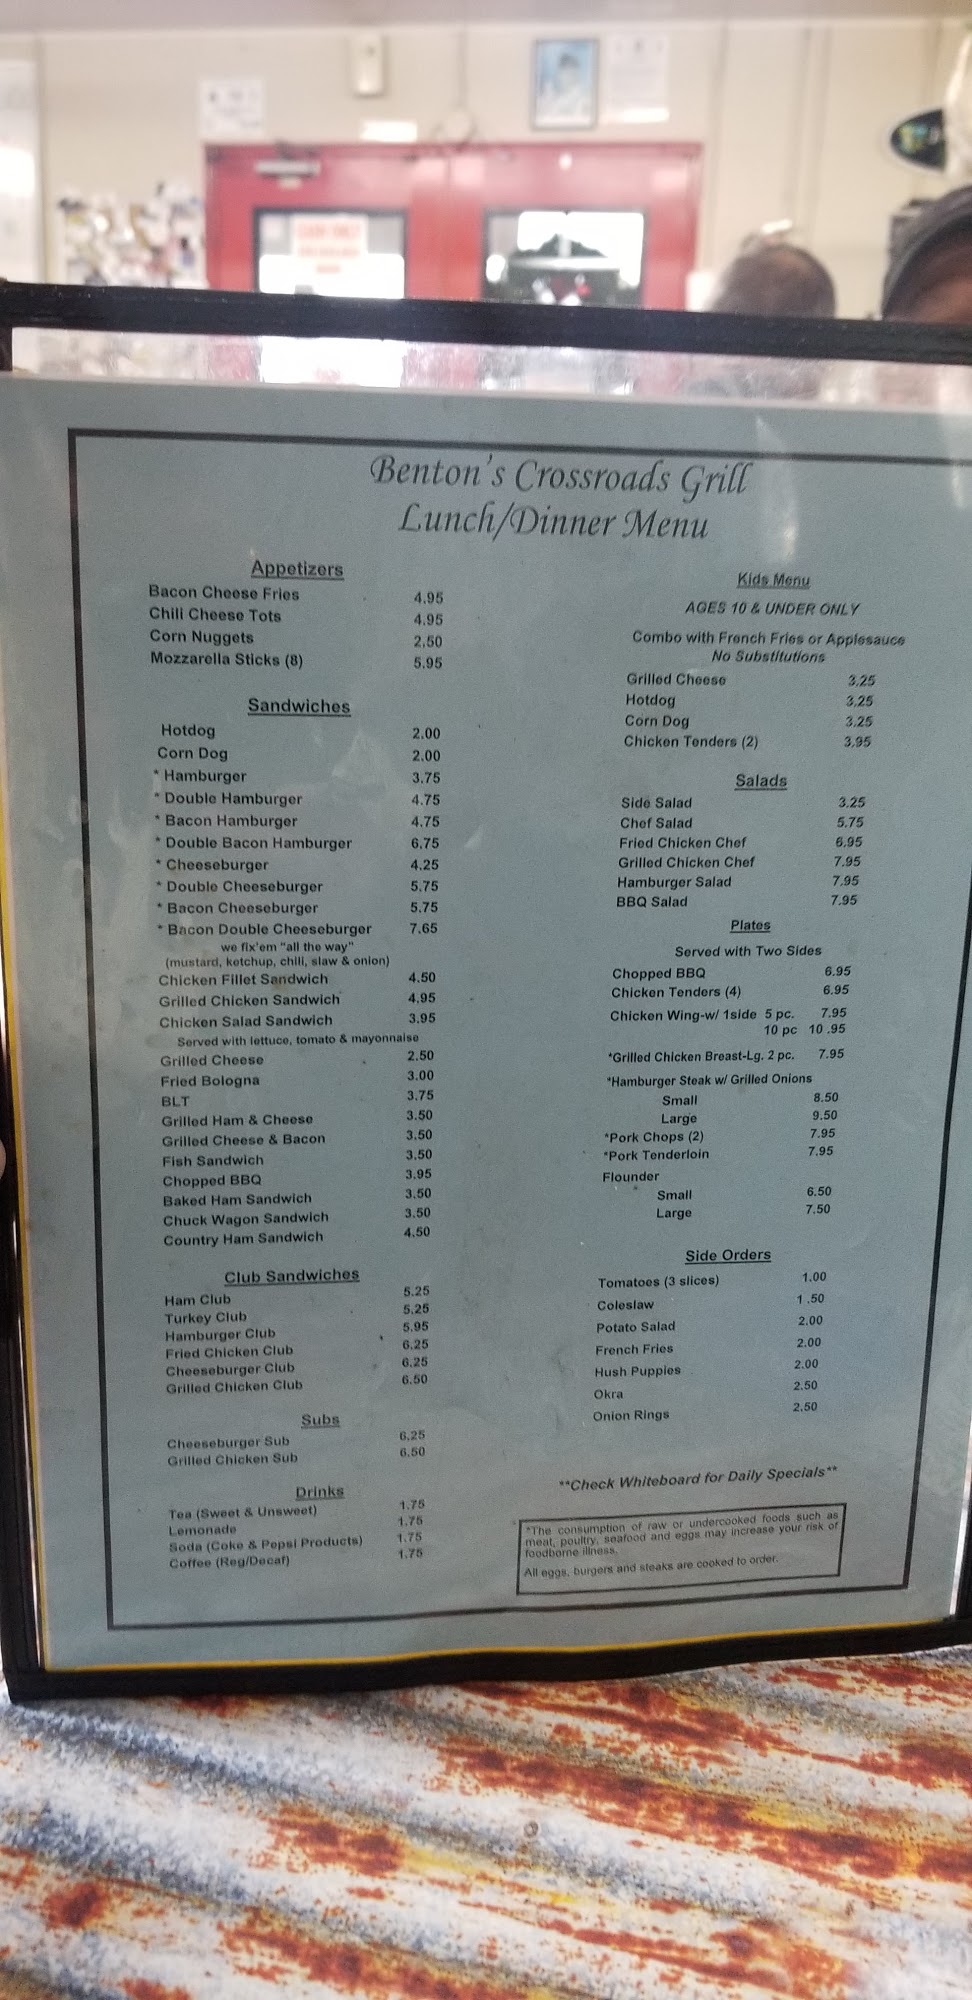 Benton's Crossroads Grill
Lunch/Dinner Menu
Appetizers
Bacon Cheese Fries 4.95
Chili Cheese Tots 4.95
Corn Nuggets 2.50
Mozzarella Sticks (8) 5.95
Sandwiches
Hotdog 2.00
Corn Dog 2.00
* Hamburger 3.75
* Double Hamburger 4.75
* Bacon Hamburger 4.75
* Double Bacon Hamburger 6.75
* Cheeseburger 4.25
* Double Cheeseburger 5.75
* Bacon Cheeseburger 5.75
* Bacon Double Cheeseburger 7.65
we fix'em "all the way"
(mustard, ketchup, chili, slaw & onion)
Chicken Fillet Sandwich 4.50
Grilled Chicken Sandwich 4.95
Chicken Salad Sandwich 3.95
Served with lettuce, tomato & mayonnaise
Grilled Cheese 2.50
Fried Bologna 3.00
BLT 3.75
Grilled Ham & Cheese 3.50
Grilled Cheese & Bacon 3.50
Fish Sandwich 3.50
Chopped BBQ 3.95
Baked Ham Sandwich 3.50
Chuck Wagon Sandwich 3.50
Country Ham Sandwich 4.50
Club Sandwiches
Ham Club 5.25
Turkey Club 5.25
Hamburger Club 5.95
Fried Chicken Club 6.25
Cheeseburger Club 6.25
Grilled Chicken Club 6.50
Subs
Cheeseburger Sub 6.25
Grilled Chicken Sub 6.50
Drinks
Tea (Sweet & Unsweet) 1.75
Lemonade 1.75
Soda (Coke & Pepsi Products) 1.75
Coffee (Reg/Decaf) 1.75
Kids Menu
AGES 10 & UNDER ONLY
Combo with French Fries or Applesauce
No Substitutions
Grilled Cheese 3.25
Hotdog 3.25
Corn Dog 3.25
Chicken Tenders (2) 3.95
Salads
Side Salad 3.25
Chef Salad 5.75
Fried Chicken Chef 6.95
Grilled Chicken Chef 7.95
Hamburger Salad 7.95
BBQ Salad 7.95
Plates
Served with Two Sides
Chopped BBQ 6.95
Chicken Tenders (4) 6.95
Chicken Wing-w/ 1side 5 pc. 7.95
10 pc 10 .95
*Grilled Chicken Breast-Lg. 2 pc. 7.95
*Hamburger Steak w/ Grilled Onions
Small 8.50
Large 9.50
*Pork Chops (2) 7.95
*Pork Tenderloin 7.95
Flounder
Small 6.50
Large 7.50
Side Orders
Tomatoes (3 slices) 1.00
Coleslaw 1 .50
Potato Salad 2.00
French Fries 2.00
Hush Puppies 2.00
Okra 2.50
Onion Rings 2.50
**Check Whiteboard for Daily Specials**
*The consumption of raw or undercooked foods such as
meat, poultry, seafood and eggs may increase your risk of
foodborne illness.
All eggs, burgers and steaks are cooked to order.